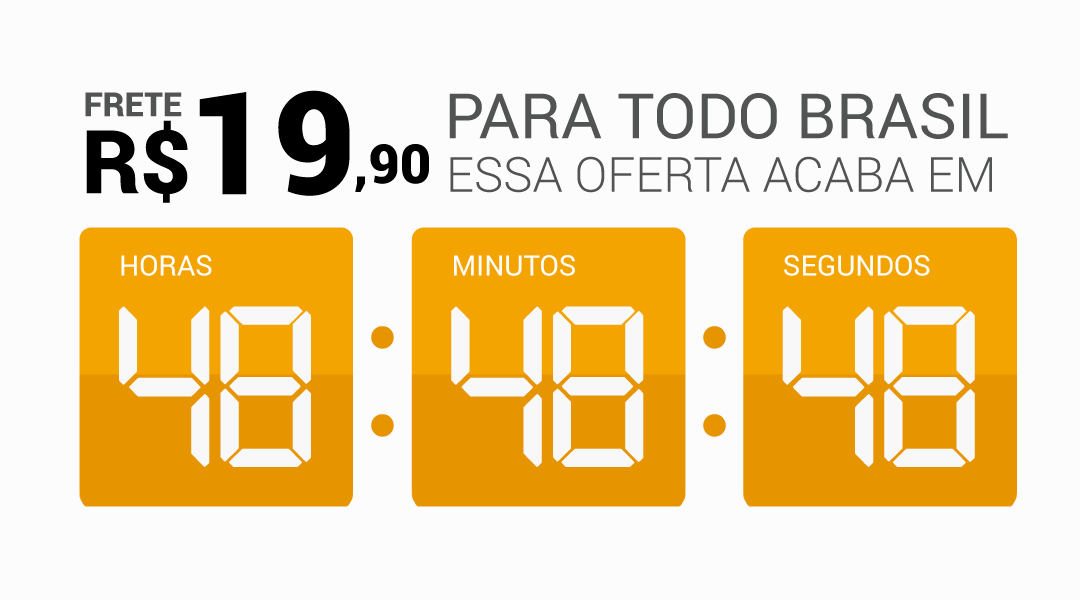 FRETE
R$19,90
PARA TODO BRASIL
ESSA OFERTA ACABA EM
HORAS
48
:
MINUTOS
48
:
SEGUNDOS
48